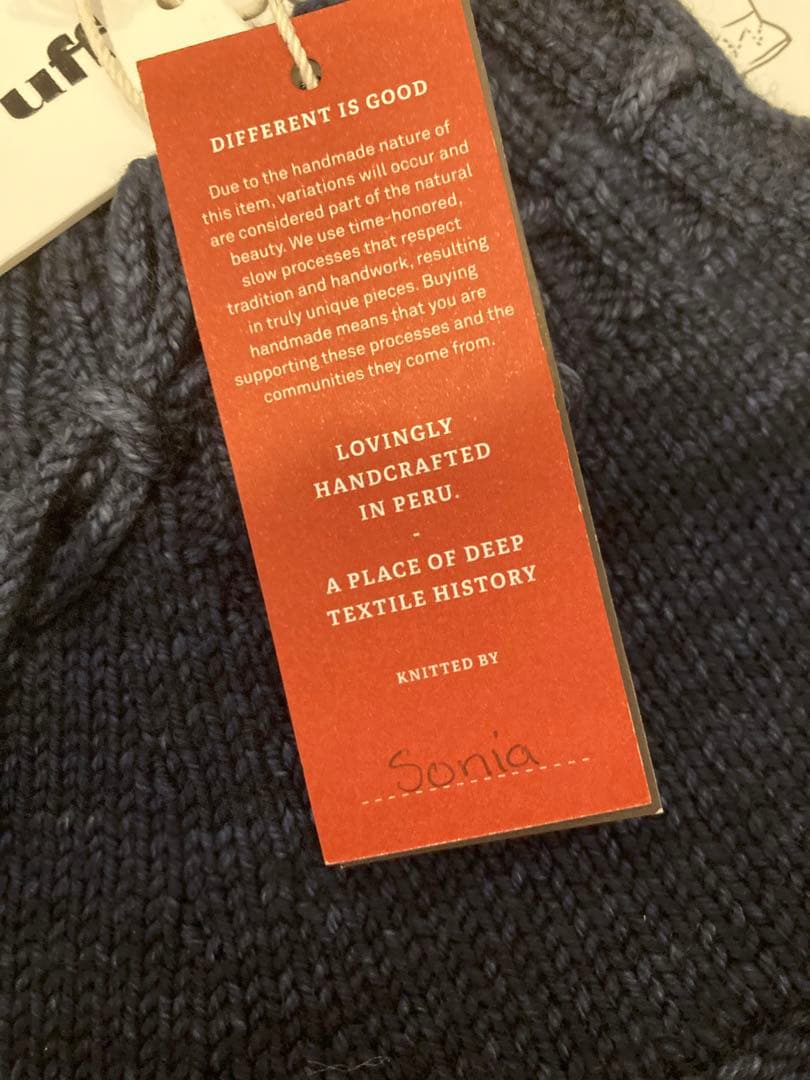 uff
DIFFERENT IS GOOD
Due to the handmade nature of
this item, variations will occur and
are considered part of the natural
beauty. We use time-honored,
slow processes that respect
tradition and handwork, resulting
in truly unique pieces. Buying
handmade means that you are
supporting these processes and the
communities they come from.
LOVINGLY
HANDCRAFTED
IN PERU.
-
A PLACE OF DEEP
TEXTILE HISTORY
KNITTED BY
Sonia